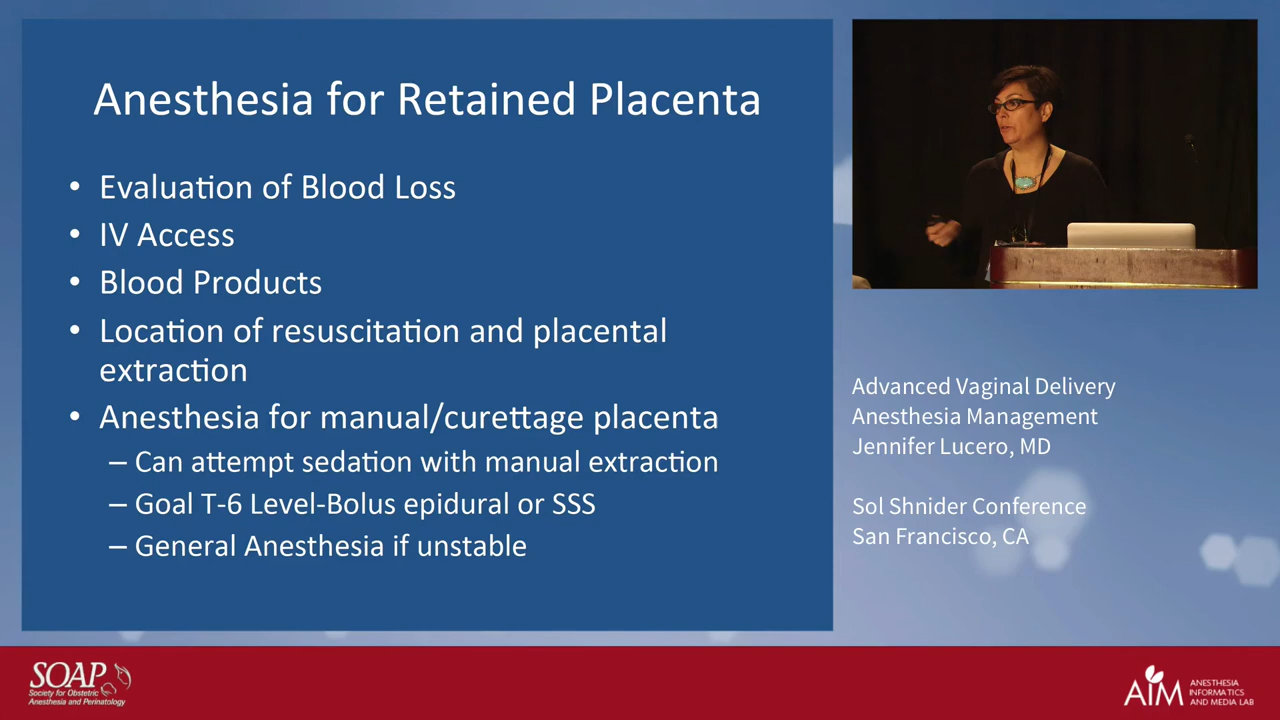 Anesthesia for Retained Placenta
• Evaluation of Blood Loss
• IV Access
• Blood Products
• Location of resuscitation and placental
extraction
• Anesthesia for manual/curettage placenta
– Can attempt sedation with manual extraction
– Goal T-6 Level-Bolus epidural or SSS
– General Anesthesia if unstable
Advanced Vaginal Delivery
Anesthesia Management
Jennifer Lucero, MD
Sol Shnider Conference
San Francisco, CA
SOAP
Society for Obstetric
Anesthesia and Perinatology
AIM
ANESTHESIA
INFORMATICS
AND MEDIA LAB